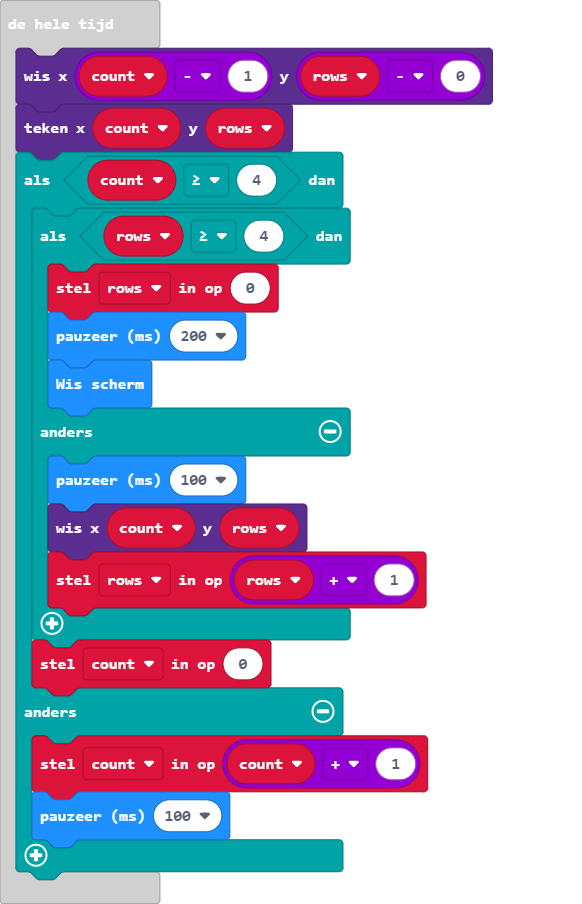 de hele tijd
wis x count - 1 y rows - 0
teken x count y rows
als count ≥ 4 dan
als rows ≥ 4 dan
stel rows in op 0
pauzeer (ms) 200
Wis scherm
anders
pauzeer (ms) 100
wis x count y rows
stel rows in op rows + 1
stel count in op 0
anders
stel count in op count + 1
pauzeer (ms) 100